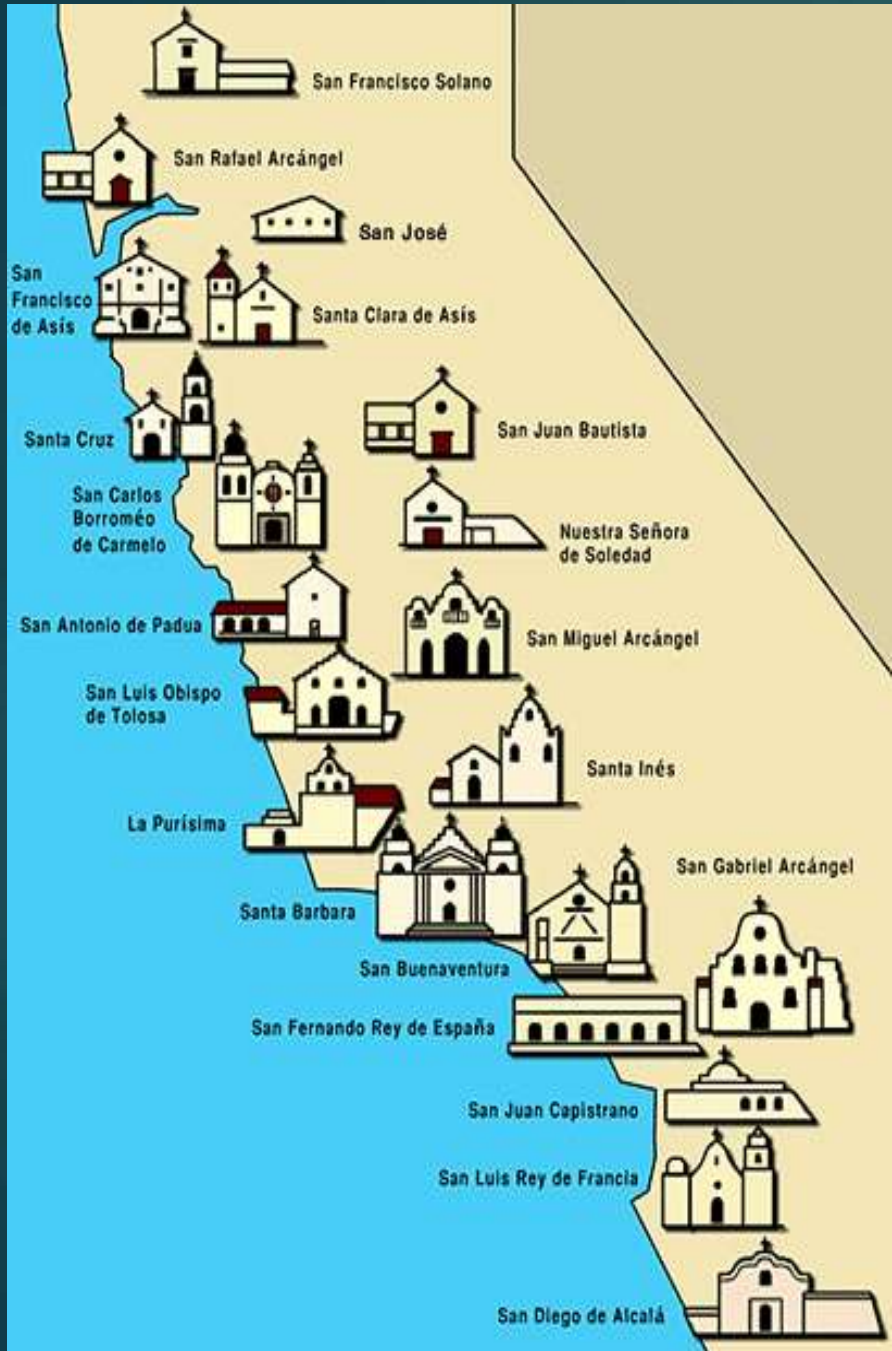 San Francisco Solano
San Rafael Arcángel
San José
San
Francisco
de Asís
Santa Clara de Asís
Santa Cruz
San Juan Bautista
San Carlos
Borroméo
de Carmelo
Nuestra Señora
de Soledad
San Antonio de Padua
San Miguel Arcángel
San Luis Obispo
de Tolosa
Santa Inés
La Purísima
San Gabriel Arcángel
Santa Barbara
San Buenaventura
San Fernando Rey de España
San Juan Capistrano
San Luis Rey de Francia
San Diego de Alcalá